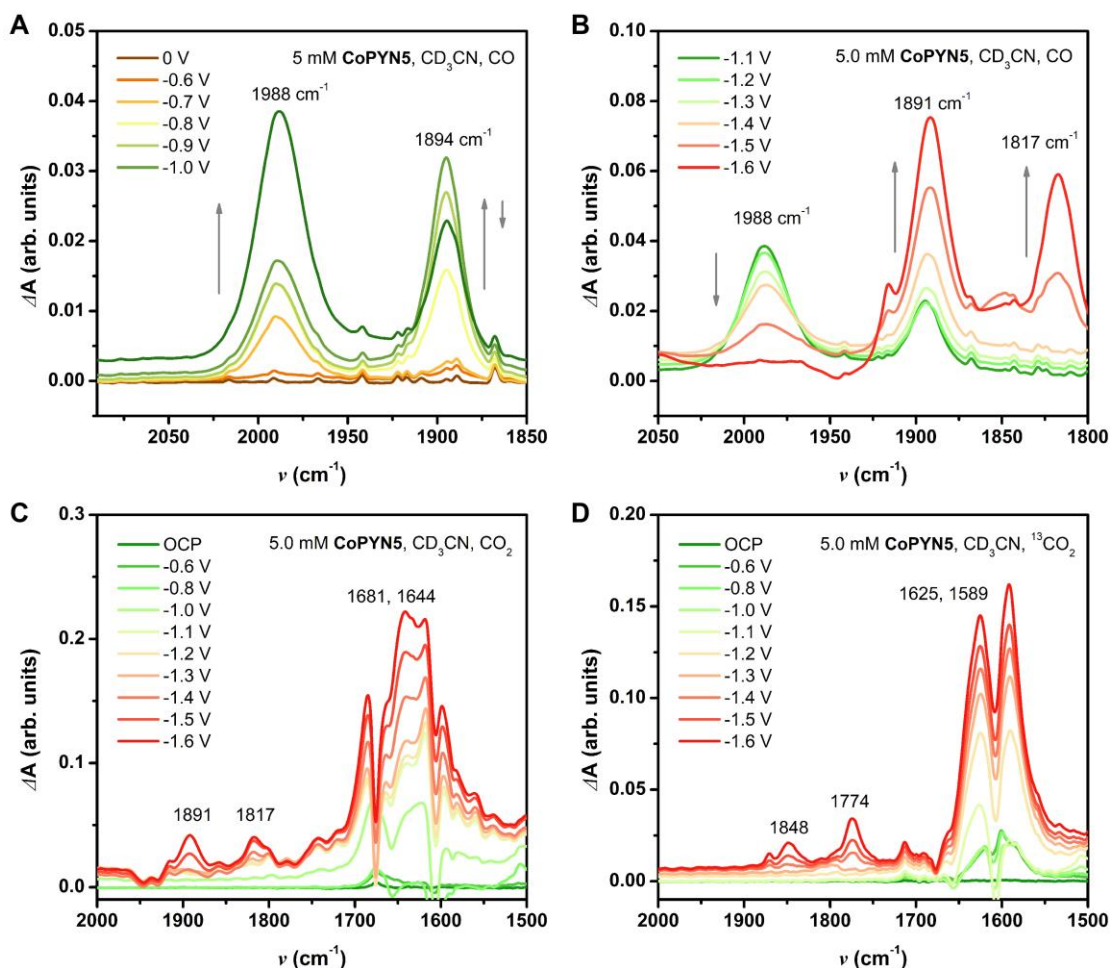 A
5 mM CoPYN5, CD₃CN, CO
0 V
-0.6 V
-0.7 V
-0.8 V
-0.9 V
-1.0 V
1988 cm⁻¹
1894 cm⁻¹
ΔA (arb. units)
0.05
0.04
0.03
0.02
0.01
0.00
2050 2000 1950 1900 1850
ν (cm⁻¹)
B
5.0 mM CoPYN5, CD₃CN, CO
-1.1 V
-1.2 V
-1.3 V
-1.4 V
-1.5 V
-1.6 V
1988 cm⁻¹
1891 cm⁻¹
1817 cm⁻¹
ΔA (arb. units)
0.10
0.08
0.06
0.04
0.02
0.00
2050 2000 1950 1900 1850 1800
ν (cm⁻¹)
C
5.0 mM CoPYN5, CD₃CN, CO₂
OCP
-0.6 V
-0.8 V
-1.0 V
-1.1 V
-1.2 V
-1.3 V
-1.4 V
-1.5 V
-1.6 V
1681, 1644
1891
1817
ΔA (arb. units)
0.3
0.2
0.1
0.0
2000 1900 1800 1700 1600 1500
ν (cm⁻¹)
D
5.0 mM CoPYN5, CD₃CN, ¹³CO₂
OCP
-0.6 V
-0.8 V
-1.0 V
-1.1 V
-1.2 V
-1.3 V
-1.4 V
-1.5 V
-1.6 V
1625, 1589
1848
1774
ΔA (arb. units)
0.20
0.15
0.10
0.05
0.00
2000 1900 1800 1700 1600 1500
ν (cm⁻¹)